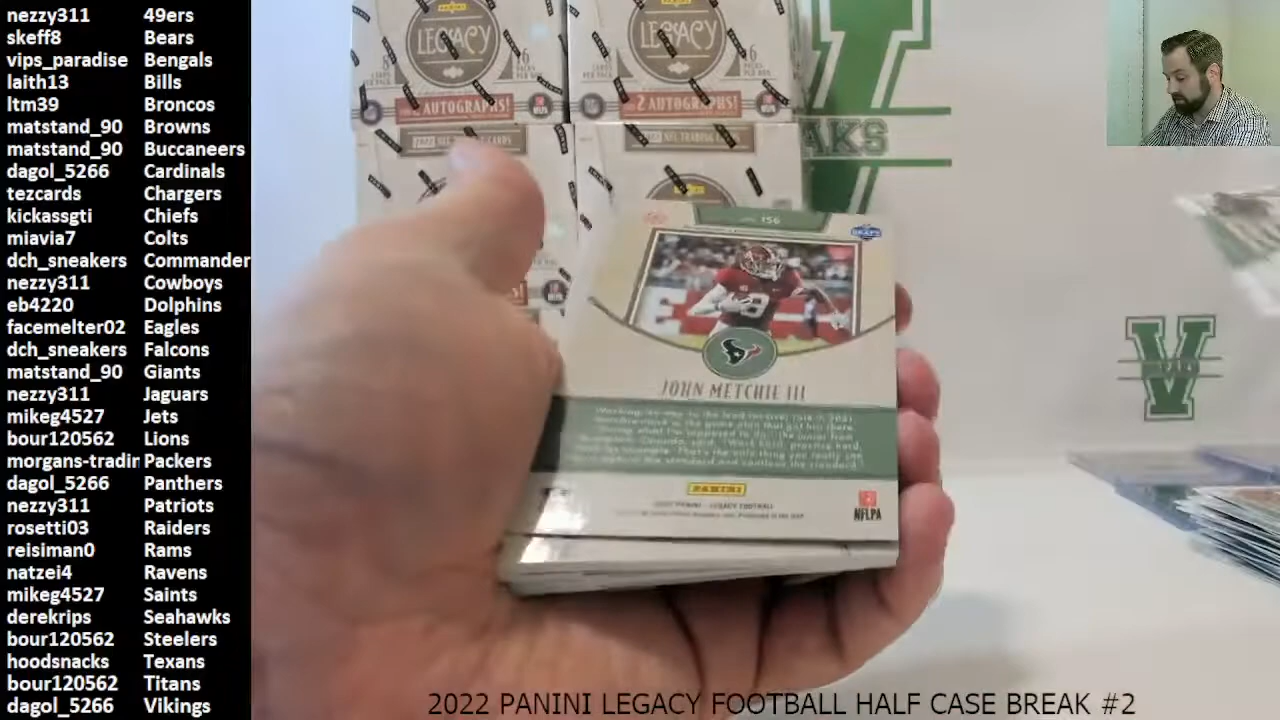 nezzy311 49ers
skeff8 Bears
vips_paradise Bengals
laith13 Bills
ltm39 Broncos
matstand_90 Browns
matstand_90 Buccaneers
dagol_5266 Cardinals
tezcards Chargers
kickassgti Chiefs
miavia7 Colts
dch_sneakers Commander
nezzy311 Cowboys
eb4220 Dolphins
facemelter02 Eagles
dch_sneakers Falcons
matstand_90 Giants
nezzy311 Jaguars
mikeg4527 Jets
bour120562 Lions
morgans-tradin Packers
dagol_5266 Panthers
nezzy311 Patriots
rosetti03 Raiders
reisiman0 Rams
natzei4 Ravens
mikeg4527 Saints
derekrips Seahawks
bour120562 Steelers
hoodsnacks Texans
bour120562 Titans
dagol_5266 Vikings
LEGACY
LEGACY
2 AUTOGRAPHS!
2 AUTOGRAPHS!
AKS
156
JOHN METCHIE III
PANINI
NFLPA
2022 PANINI LEGACY FOOTBALL HALF CASE BREAK #2